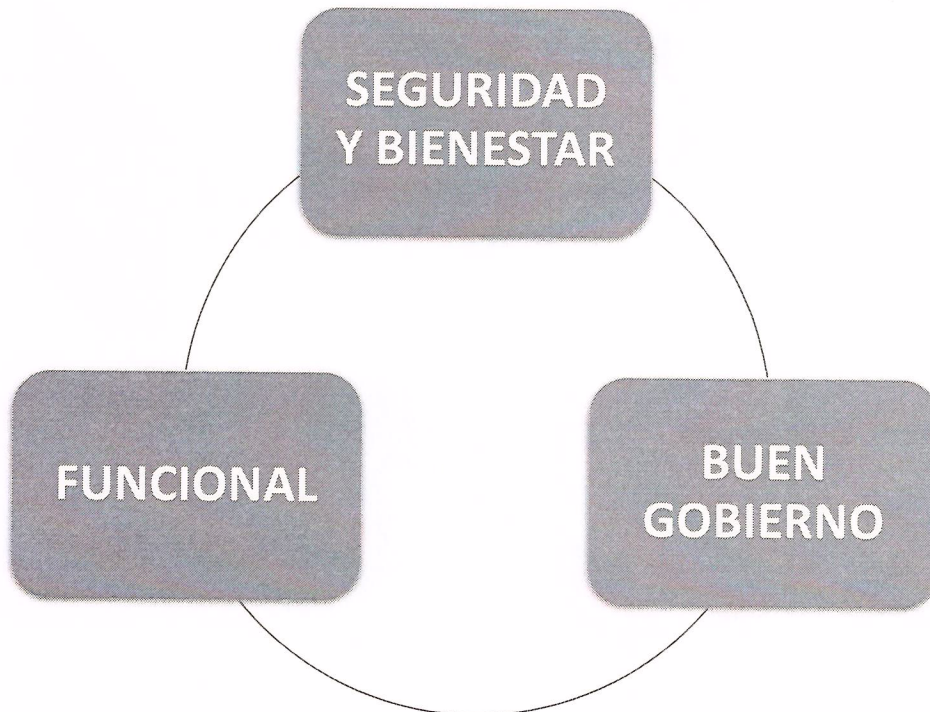 SEGURIDAD
Y BIENESTAR
FUNCIONAL
BUEN
GOBIERNO